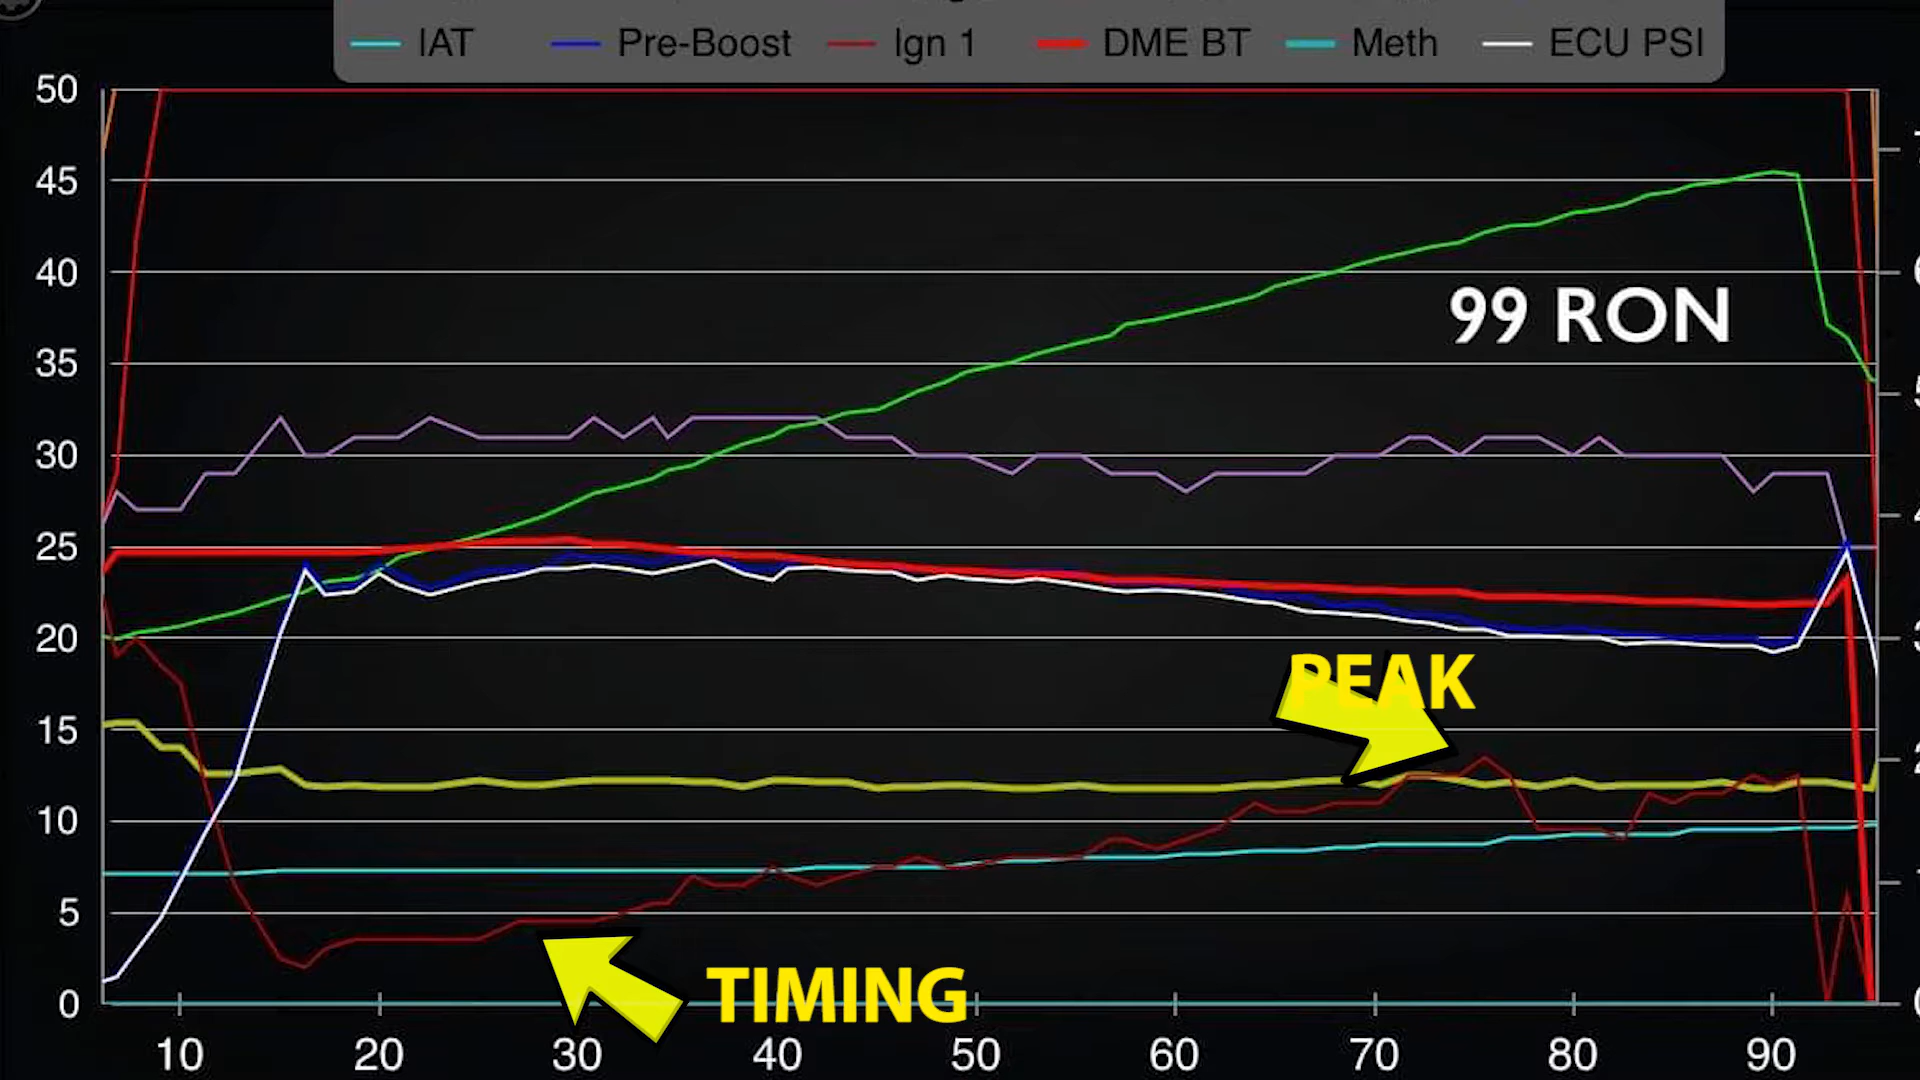 IAT Pre-Boost Ign 1 DME BT Meth ECU PSI
50
45
40
99 RON
35
30
25
20
PEAK
15
10
5
TIMING
0
10 20 30 40 50 60 70 80 90